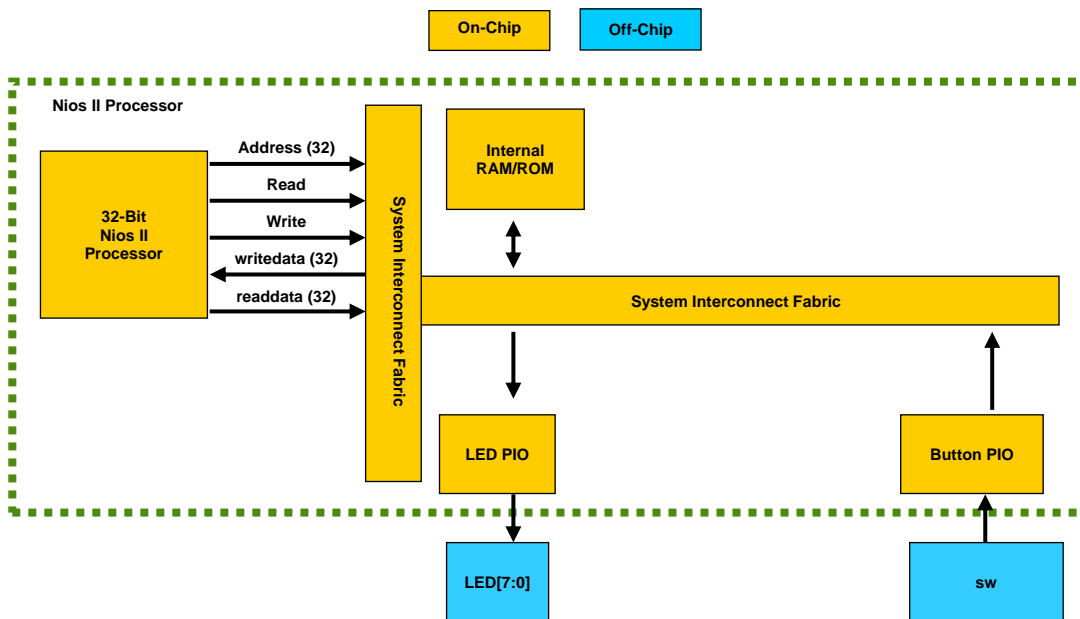 On-Chip
Off-Chip
Nios II Processor
32-Bit
Nios II
Processor
Address (32)
Read
Write
writedata (32)
readdata (32)
System Interconnect Fabric
Internal
RAM/ROM
System Interconnect Fabric
LED PIO
Button PIO
LED[7:0]
sw